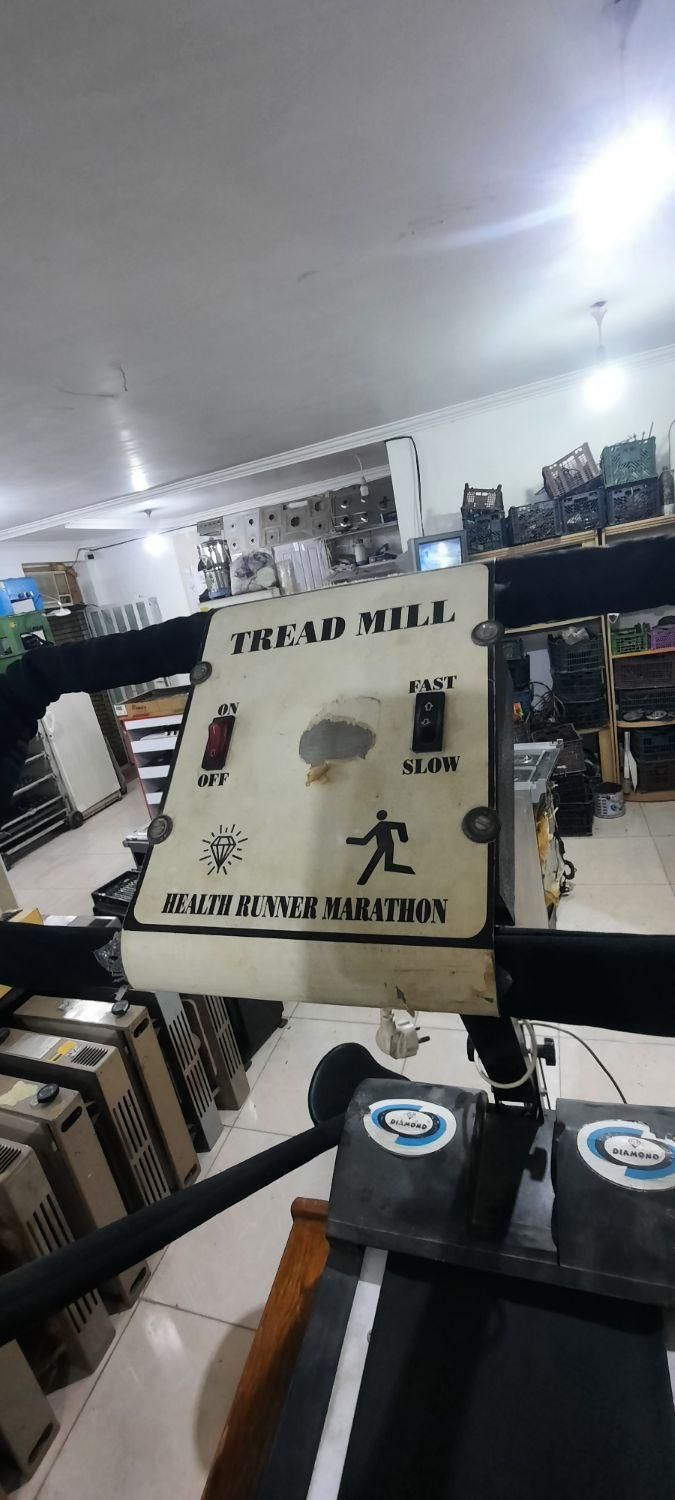 TREAD MILL
ON
OFF
FAST
SLOW
HEALTH RUNNER MARATHON
DIAMOND
DIAMOND